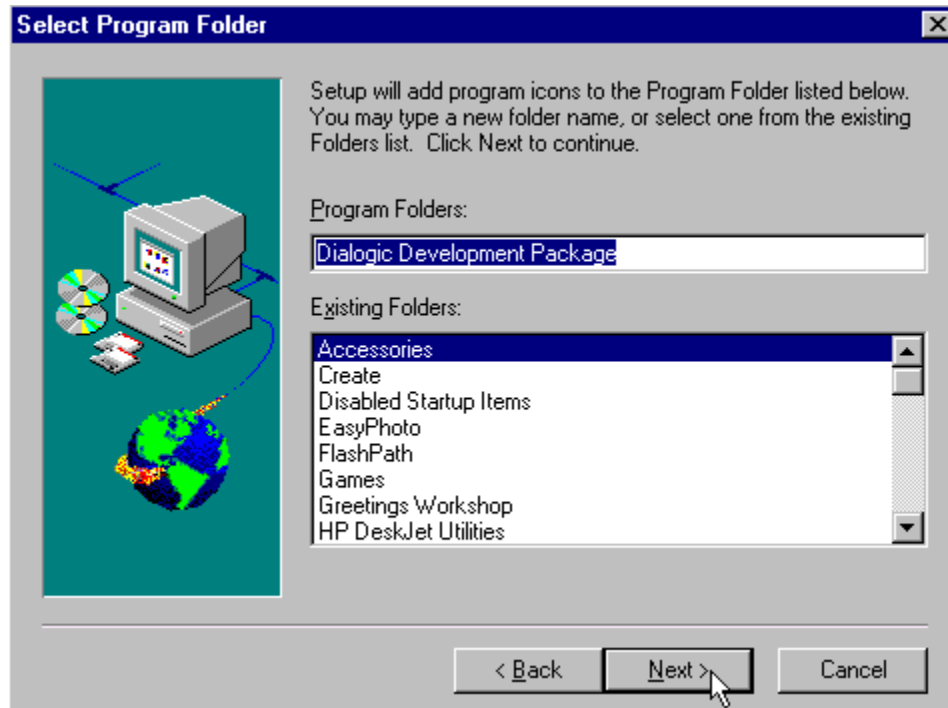 Select Program Folder
Setup will add program icons to the Program Folder listed below.
You may type a new folder name, or select one from the existing
Folders list.  Click Next to continue.
Program Folders:
Dialogic Development Package
Existing Folders:
Accessories
Create
Disabled Startup Items
EasyPhoto
FlashPath
Games
Greetings Workshop
HP DeskJet Utilities
< Back
Next >
Cancel